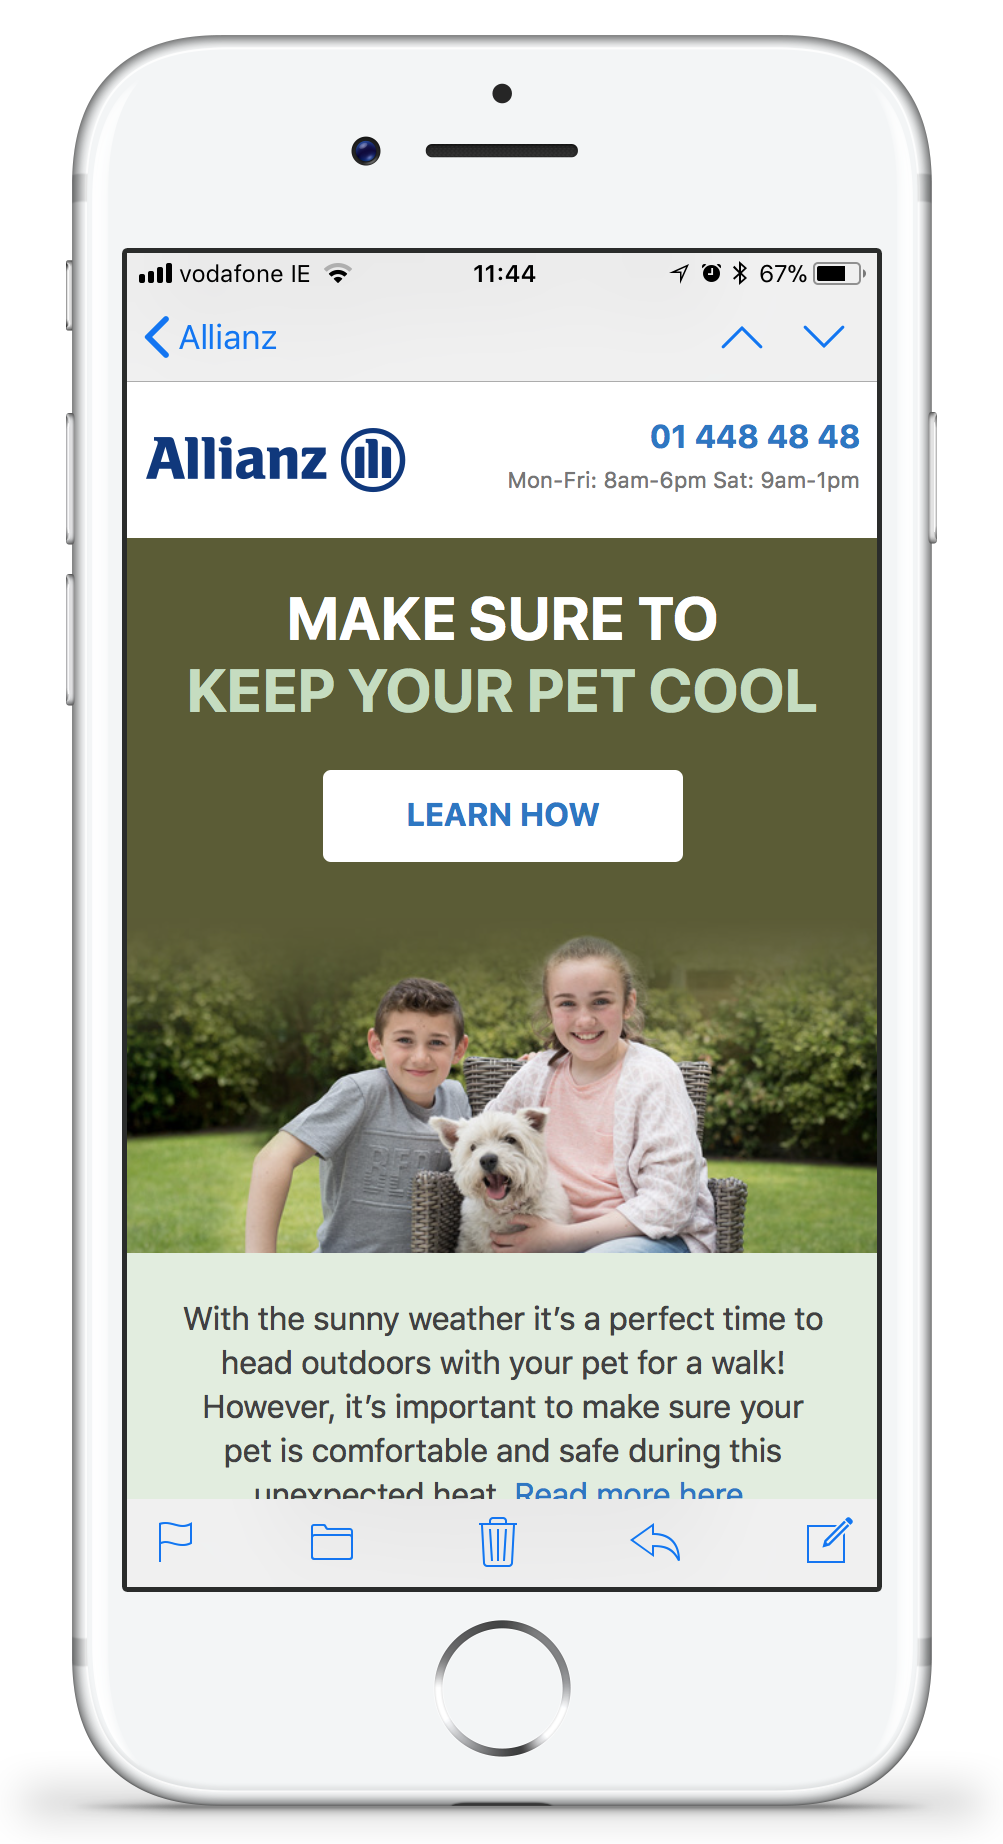 vodafone IE 11:44 67%
Allianz
Allianz
01 448 48 48
Mon-Fri: 8am-6pm Sat: 9am-1pm
MAKE SURE TO
KEEP YOUR PET COOL
LEARN HOW
With the sunny weather it’s a perfect time to
head outdoors with your pet for a walk!
However, it’s important to make sure your
pet is comfortable and safe during this
unexpected heat. Read more here